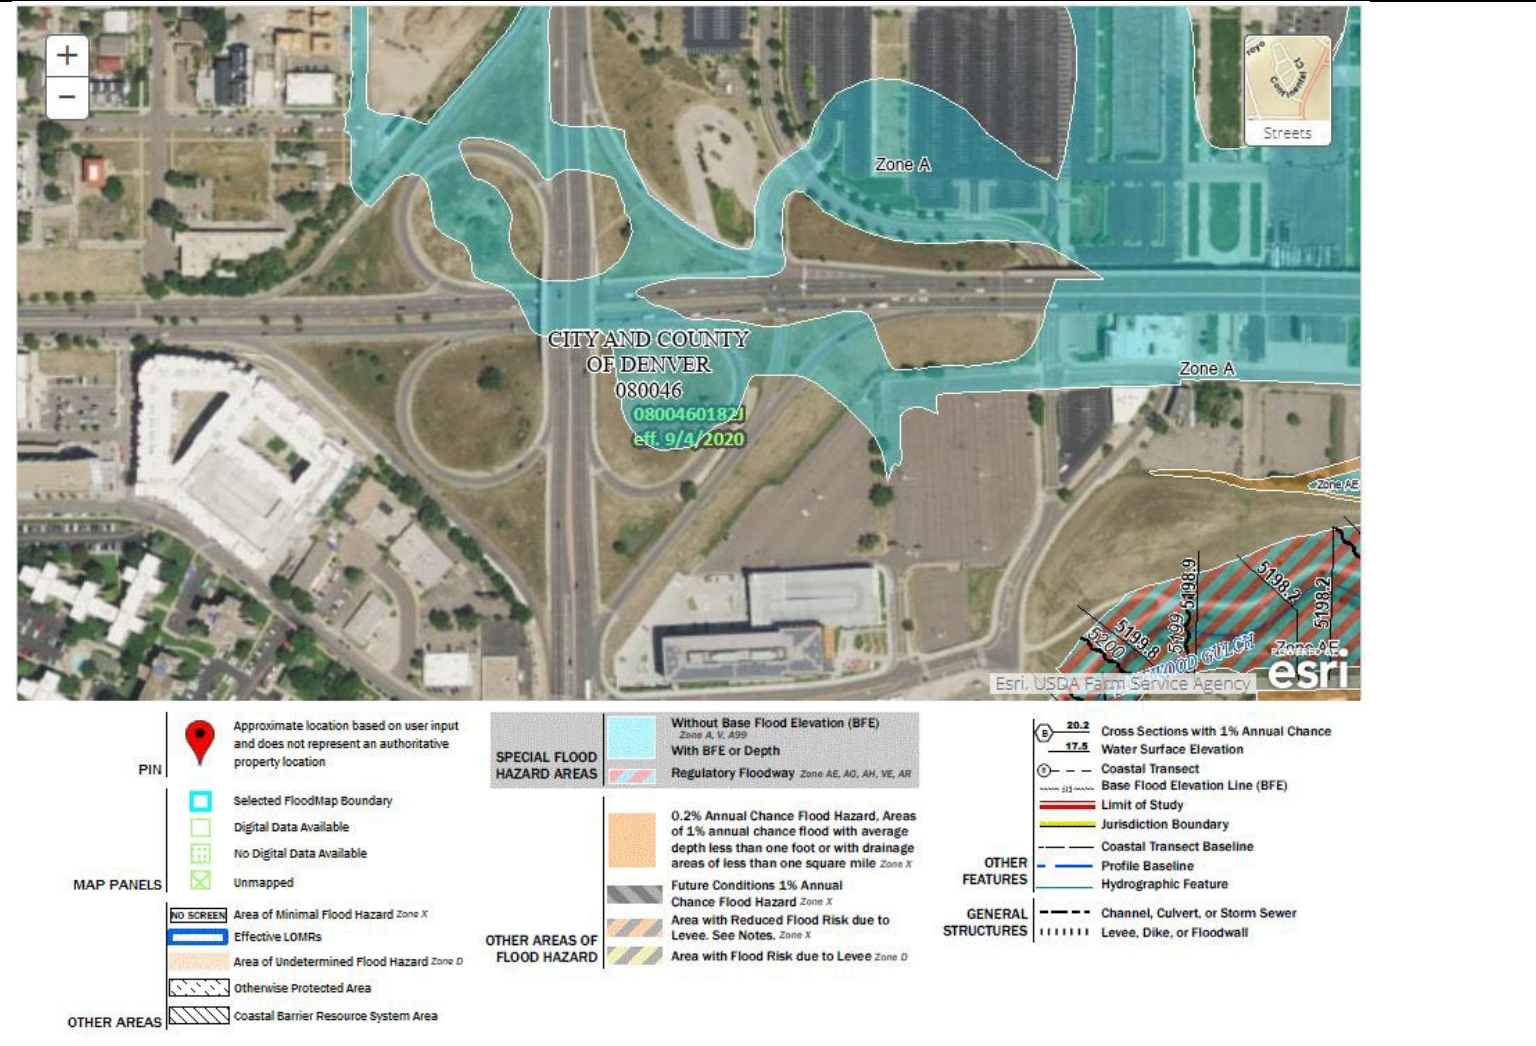 +
−
Streets
Zone A
CITY AND COUNTY
OF DENVER
080046
0800460182J
eff. 9/4/2020
Zone A
Zone AE
5198.9
5198.2
5198.2
5199
5199.8
5200
Zone AE
WOOD GULCH
POWERED BY
esri
Esri, USDA Farm Service Agency
PIN
Approximate location based on user input
and does not represent an authoritative
property location
MAP PANELS
Selected FloodMap Boundary
Digital Data Available
No Digital Data Available
Unmapped
OTHER AREAS
NO SCREEN Area of Minimal Flood Hazard Zone X
Effective LOMRs
Area of Undetermined Flood Hazard Zone D
Otherwise Protected Area
Coastal Barrier Resource System Area
SPECIAL FLOOD
HAZARD AREAS
Without Base Flood Elevation (BFE)
Zone A, V, A99
With BFE or Depth
Regulatory Floodway Zone AE, AO, AH, VE, AR
OTHER AREAS OF
FLOOD HAZARD
0.2% Annual Chance Flood Hazard, Areas
of 1% annual chance flood with average
depth less than one foot or with drainage
areas of less than one square mile Zone X
Future Conditions 1% Annual
Chance Flood Hazard Zone X
Area with Reduced Flood Risk due to
Levee. See Notes. Zone X
Area with Flood Risk due to Levee Zone D
OTHER
FEATURES
B 20.2 Cross Sections with 1% Annual Chance
17.5 Water Surface Elevation
Coastal Transect
Base Flood Elevation Line (BFE)
Limit of Study
Jurisdiction Boundary
Coastal Transect Baseline
Profile Baseline
Hydrographic Feature
GENERAL
STRUCTURES
Channel, Culvert, or Storm Sewer
Levee, Dike, or Floodwall